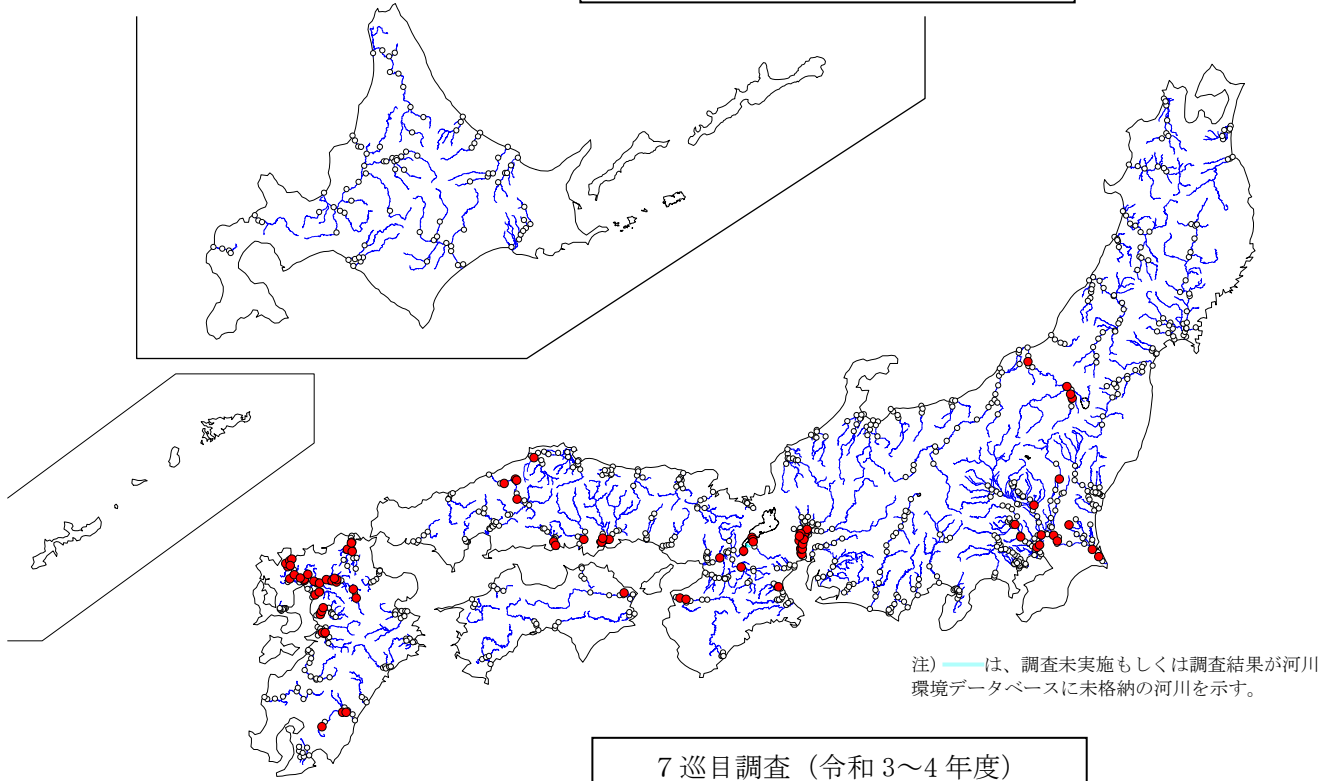 注)　　は、調査未実施もしくは調査結果が河川
環境データベースに未格納の河川を示す。
7 巡目調査（令和 3～4 年度）